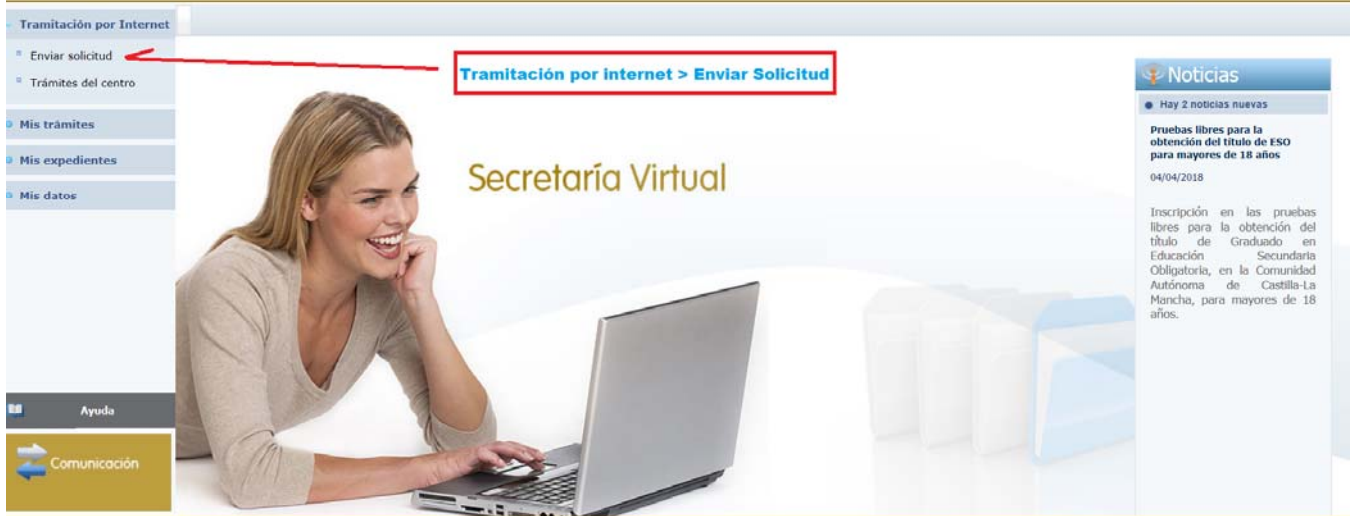 Tramitación por Internet
Enviar solicitud
Trámites del centro
Mis trámites
Mis expedientes
Mis datos
Ayuda
Comunicación
Tramitación por internet > Enviar Solicitud
Secretaría Virtual
Noticias
Hay 2 noticias nuevas
Pruebas libres para la
obtención del título de ESO
para mayores de 18 años
04/04/2018
Inscripción en las pruebas
libres para la obtención del
título de Graduado en
Educación Secundaria
Obligatoria, en la Comunidad
Autónoma de Castilla-La
Mancha, para mayores de 18
años.